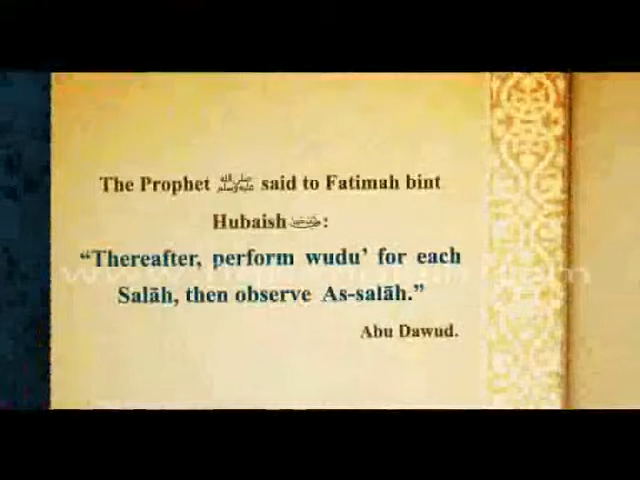 The Prophet ﷺ said to Fatimah bint
Hubaish :
“Thereafter, perform wudu’ for each
Salāh, then observe As-salāh.”
Abu Dawud.